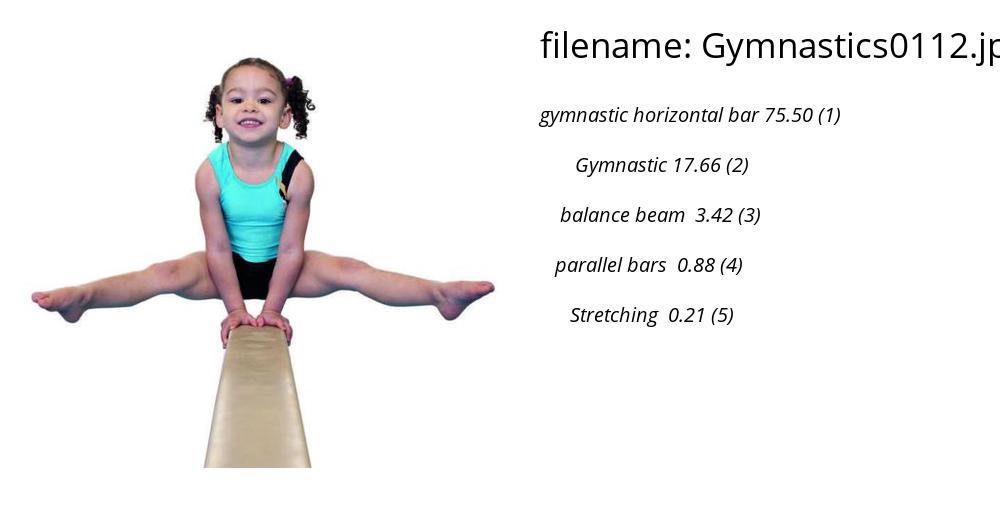 filename: Gymnastics0112.jp
gymnastic horizontal bar 75.50 (1)
Gymnastic 17.66 (2)
balance beam 3.42 (3)
parallel bars 0.88 (4)
Stretching 0.21 (5)